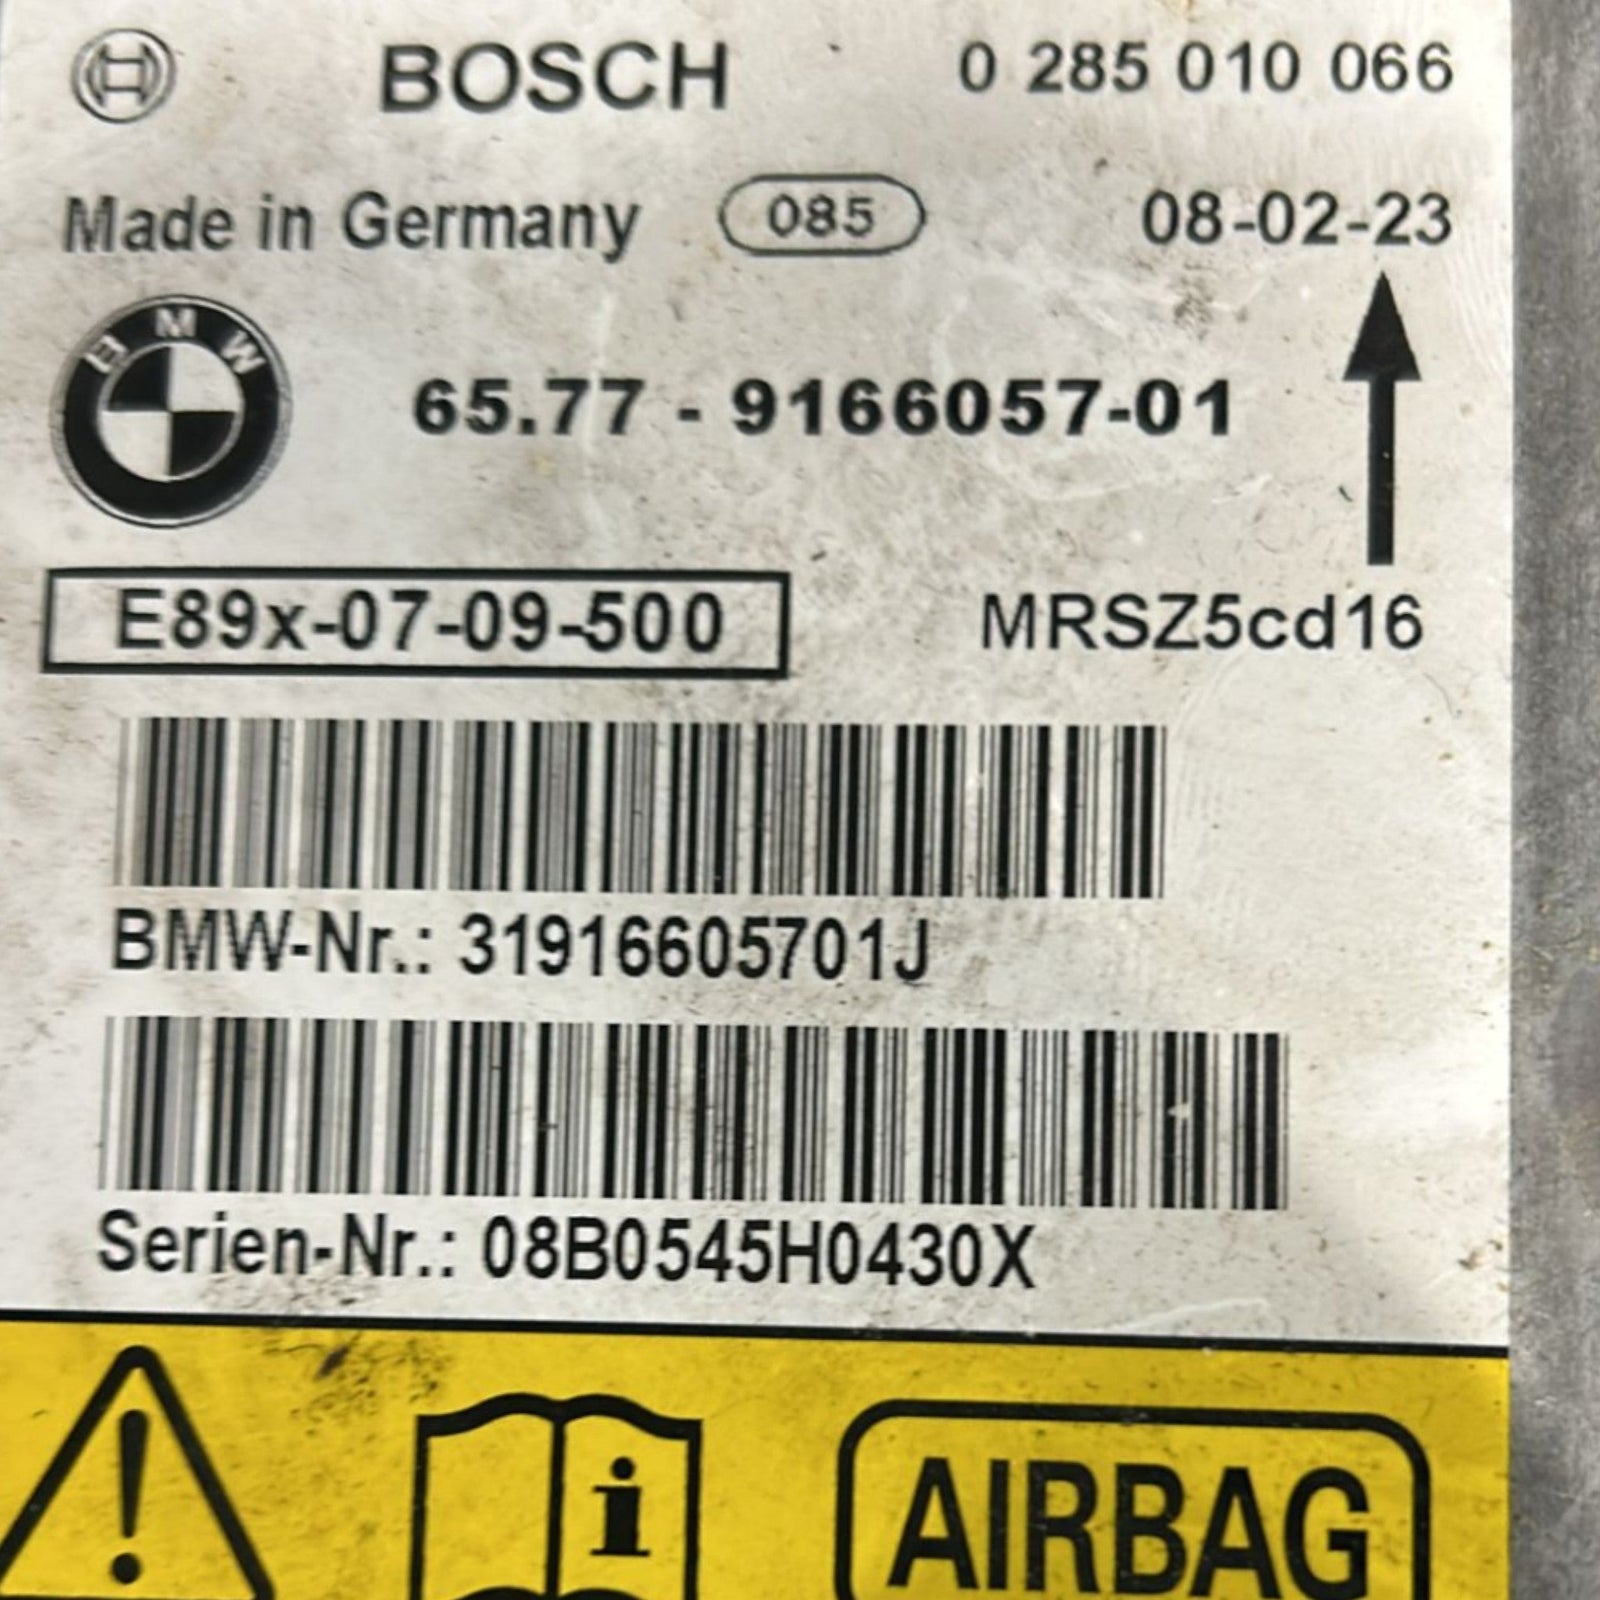 BOSCH 0 285 010 066
Made in Germany 085 08-02-23
BMW
65.77 - 9166057-01
E89x-07-09-500 MRSZ5cd16
BMW-Nr.: 31916605701J
Serien-Nr.: 08B0545H0430X
i
AIRBAG